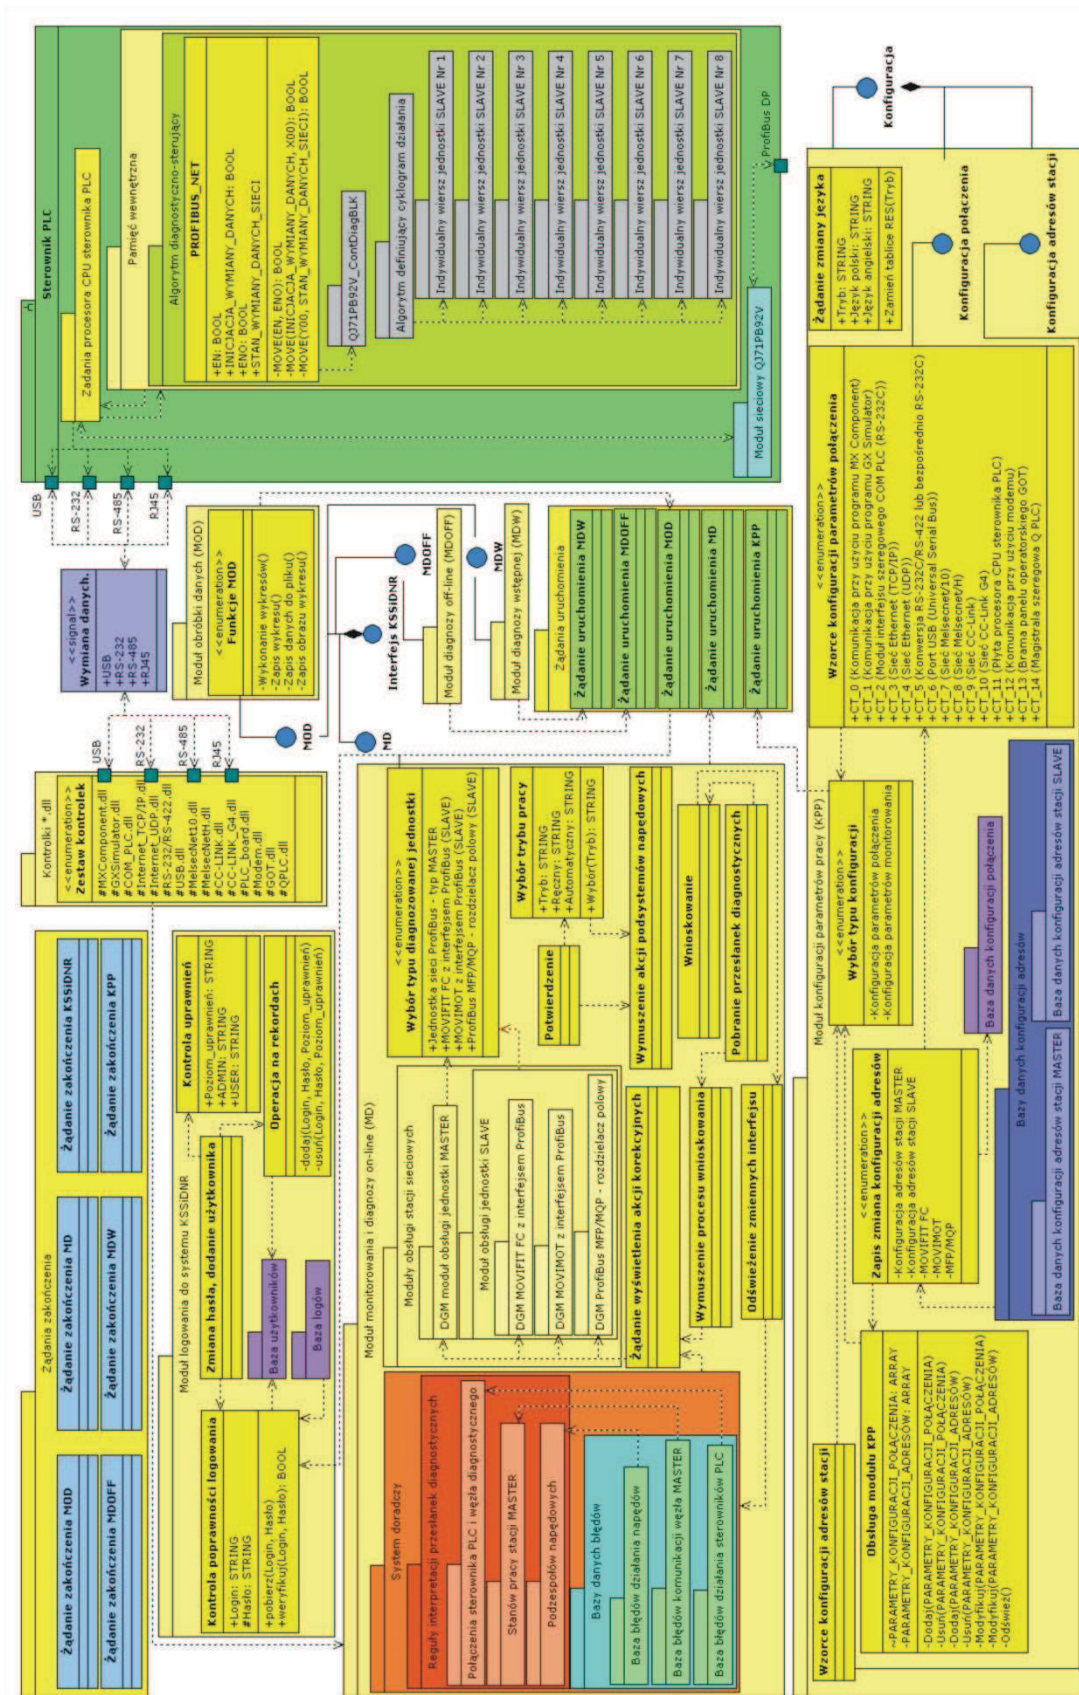 Żądania zakończenia
Żądanie zakończenia MOD
Żądanie zakończenia MD
Żądanie zakończenia KSSiDNR
Żądanie zakończenia MDOFF
Żądanie zakończenia MDW
Żądanie zakończenia KPP
Moduł logowania do systemu KSSiDNR
Kontrola poprawności logowania
+Login: STRING
#Hasło: STRING
+pobierz(Login, Hasło)
+weryfikuj(Login, Hasło): BOOL
Zmiana hasła, dodanie użytkownika
Kontrola uprawnień
+Poziom_uprawnień: STRING
+ADMIN: STRING
+USER: STRING
Operacja na rekordach
-dodaj(Login, Hasło, Poziom_uprawnień)
-usuń(Login, Hasło, Poziom_uprawnień)
Baza użytkowników
Baza logów
Kontrolki *.dll
<<enumeration>>
Zestaw kontrolek
#MXComponent.dll
#GXSimulator.dll
#COM_PLC.dll
#Internet_TCP/IP.dll
#Internet_UDP.dll
#RS-232/RS-422.dll
#USB.dll
#MelsecNet10.dll
#MelsecNetH.dll
#CC-LINK.dll
#CC-LINK_G4.dll
#PLC_board.dll
#Modem.dll
#GOT.dll
#QPLC.dll
USB
RS-232
RS-485
RJ45
<<signal>>
Wymiana danych.
+USB
+RS-232
+RS-485
+RJ45
USB
RS-232
RS-485
RJ45
Sterownik PLC
Zadania procesora CPU sterownika PLC
Pamięć wewnętrzna
Algorytm diagnostyczno-sterujący
PROFIBUS_NET
+EN: BOOL
+INICJACJA_WYMIANY_DANYCH: BOOL
+ENO: BOOL
+STAN_WYMIANY_DANYCH_SIECI
-MOVE(EN, ENO): BOOL
-MOVE(INICJACJA_WYMIANY_DANYCH, X00): BOOL
-MOVE(Y00, STAN_WYMIANY_DANYCH_SIECI): BOOL
QJ71PB92V_ContDiagBLK
Algorytm definiujący cyklogram działania
Indywidualny wiersz jednostki SLAVE Nr 1
Indywidualny wiersz jednostki SLAVE Nr 2
Indywidualny wiersz jednostki SLAVE Nr 3
Indywidualny wiersz jednostki SLAVE Nr 4
Indywidualny wiersz jednostki SLAVE Nr 5
Indywidualny wiersz jednostki SLAVE Nr 6
Indywidualny wiersz jednostki SLAVE Nr 7
Indywidualny wiersz jednostki SLAVE Nr 8
Moduł sieciowy QJ71PB92V
ProfiBus DP
Moduł obróbki danych (MOD)
<<enumeration>>
Funkcje MOD
-Wykonanie wykresów()
-Zapis wykresu()
-Zapis danych do pliku()
-Zapis obrazu wykresu()
MOD
MD
Interfejs KSSiDNR
MDOFF
MDW
Moduł diagnozy off-line (MDOFF)
Moduł diagnozy wstępnej (MDW)
Żądania uruchomienia
Żądanie uruchomienia MDW
Żądanie uruchomienia MDOFF
Żądanie uruchomienia MOD
Żądanie uruchomienia MD
Żądanie uruchomienia KPP
Moduł monitorowania i diagnozy on-line (MD)
System doradczy
Reguły interpretacji przesłanek diagnostycznych
Połączenia sterownika PLC i węzła diagnostycznego
Stanów pracy stacji MASTER
Podzespołów napędowych
Bazy danych błędów
Baza błędów działania napędów
Baza błędów komunikacji węzła MASTER
Baza błędów działania sterowników PLC
Moduły obsługi stacji sieciowych
DGM moduł obsługi jednostki MASTER
Moduł obsługi jednostki SLAVE
DGM MOVIFIT FC z interfejsem ProfiBus
DGM MOVIMOT z interfejsem ProfiBus
DGM ProfiBus MFP/MQP - rozdzielacz polowy
<<enumeration>>
Wybór typu diagnozowanej jednostki
+Jednostka sieci ProfiBus - typ MASTER
+MOVIFIT FC z interfejsem ProfiBus (SLAVE)
+MOVIMOT z interfejsem ProfiBus (SLAVE)
+ProfiBus MFP/MQP - rozdzielacz polowy (SLAVE)
Wybór trybu pracy
+Tryb: STRING
+Ręczny: STRING
+Automatyczny: STRING
+Wybór(Tryb): STRING
Potwierdzenie
Żądanie wyświetlenia akcji korekcyjnych
Wymuszenie akcji podsystemów napędowych
Wnioskowanie
Wymuszenie procesu wnioskowania
Pobranie przesłanek diagnostycznych
Odświeżenie zmiennych interfejsu
Moduł konfiguracji parametrów pracy (KPP)
Wzorce konfiguracji adresów stacji
Obsługa modułu KPP
~PARAMETRY_KONFIGURACJI_POŁĄCZENIA: ARRAY
-PARAMETRY_KONFIGURACJI_ADRESÓW: ARRAY
-Dodaj(PARAMETRY_KONFIGURACJI_POŁĄCZENIA)
-Usuń(PARAMETRY_KONFIGURACJI_POŁĄCZENIA)
-Dodaj(PARAMETRY_KONFIGURACJI_ADRESÓW)
-Usuń(PARAMETRY_KONFIGURACJI_ADRESÓW)
-Modyfikuj(PARAMETRY_KONFIGURACJI_POŁĄCZENIA)
-Modyfikuj(PARAMETRY_KONFIGURACJI_ADRESÓW)
-Odśwież()
<<enumeration>>
Zapis zmiana konfiguracji adresów
-Konfiguracja adresów stacji MASTER
-Konfiguracja adresów stacji SLAVE
-MOVIFIT FC
-MOVIMOT
-MFP/MQP
<<enumeration>>
Wybór typu konfiguracji
-Konfiguracja parametrów połączenia
-Konfiguracja parametrów monitorowania
Baza danych konfiguracji połączenia
Bazy danych konfiguracji adresów
Baza danych konfiguracji adresów stacji MASTER
Baza danych konfiguracji adresów stacji SLAVE
<<enumeration>>
Wzorce konfiguracji parametrów połączenia
+CT_0 (Komunikacja przy użyciu programu MX Component)
+CT_1 (Komunikacja przy użyciu programu GX Simulator)
+CT_2 (Moduł interfejsu szeregowego COM PLC (RS-232C))
+CT_3 (Sieć Ethernet (TCP/IP))
+CT_4 (Sieć Ethernet (UDP))
+CT_5 (Konwersja RS-232C/RS-422 lub bezpośrednio RS-232C)
+CT_6 (Port USB (Universal Serial Bus))
+CT_7 (Sieć Melsecnet/10)
+CT_8 (Sieć Melsecnet/H)
+CT_9 (Sieć CC-Link)
+CT_10 (Sieć CC-Link G4)
+CT_11 (Płyta procesora CPU sterownika PLC)
+CT_12 (Komunikacja przy użyciu modemu)
+CT_13 (Brama panelu operatorskiego GOT)
+CT_14 (Magistrala szeregowa Q PLC)
Żądanie zmiany języka
+Tryb: STRING
+Język polski: STRING
+Język angielski: STRING
+Zamień tablice RES(Tryb)
Konfiguracja
Konfiguracja połączenia
Konfiguracja adresów stacji